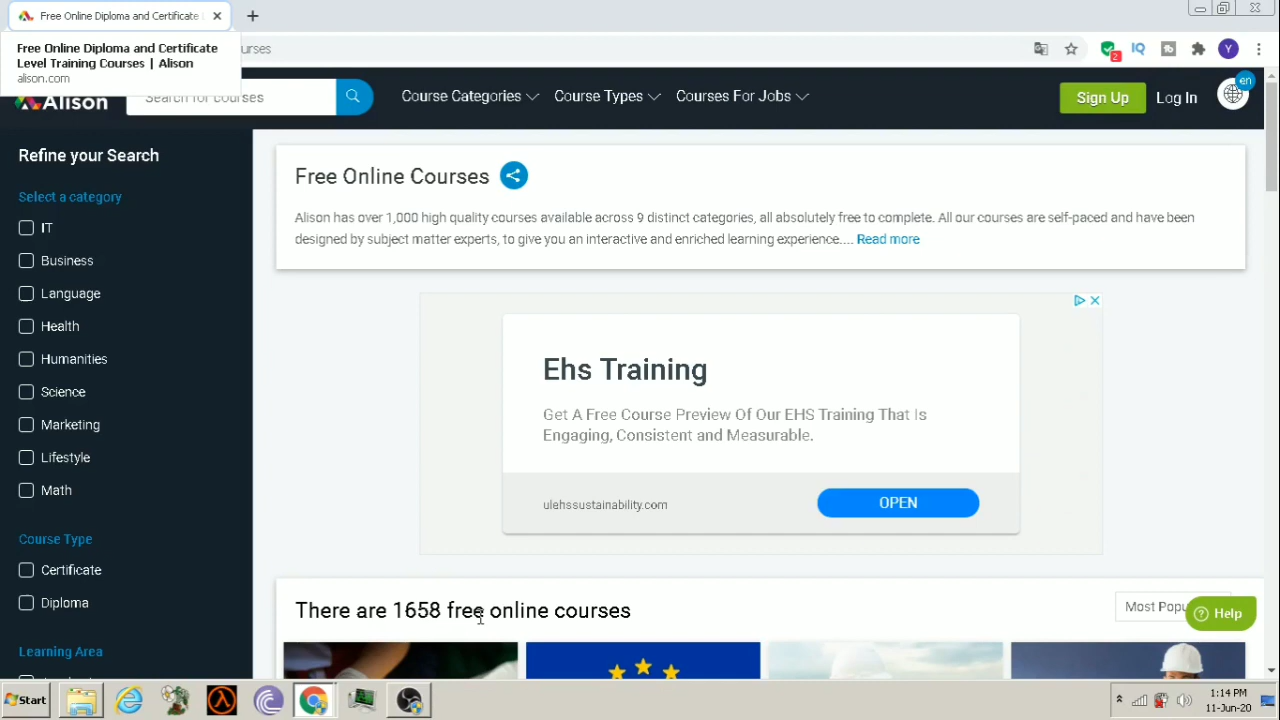 Free Online Diploma and Certificate
Free Online Diploma and Certificate
Level Training Courses | Alison
alison.com
urses
2
IQ
Y
Alison
Search for courses
Course Categories
Course Types
Courses For Jobs
Sign Up
Log In
en
Refine your Search
Select a category
IT
Business
Language
Health
Humanities
Science
Marketing
Lifestyle
Math
Course Type
Certificate
Diploma
Learning Area
Free Online Courses
Alison has over 1,000 high quality courses available across 9 distinct categories, all absolutely free to complete. All our courses are self-paced and have been
designed by subject matter experts, to give you an interactive and enriched learning experience.... Read more
Ehs Training
Get A Free Course Preview Of Our EHS Training That Is
Engaging, Consistent and Measurable.
ulehssustainability.com
OPEN
There are 1658 free online courses
Most Popu
Help
Start
1:14 PM
11-Jun-20